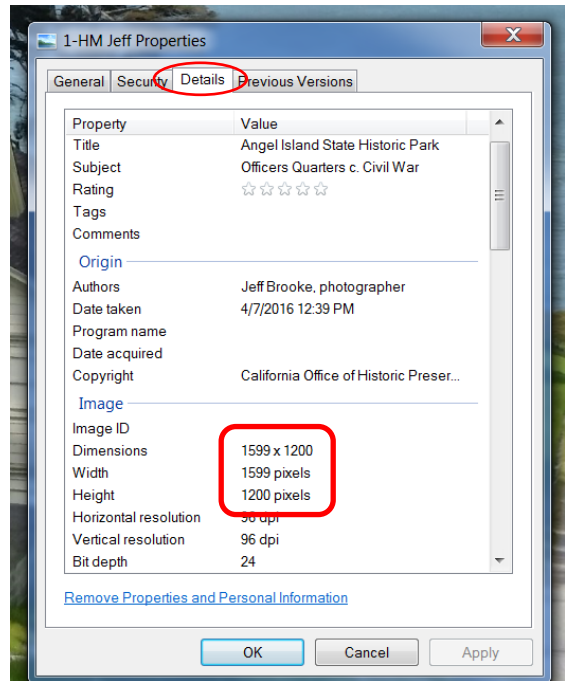 1-HM Jeff Properties
X
General Security Details Previous Versions
Property Value
Title Angel Island State Historic Park
Subject Officers Quarters c. Civil War
Rating
Tags
Comments
Origin
Authors Jeff Brooke, photographer
Date taken 4/7/2016 12:39 PM
Program name
Date acquired
Copyright California Office of Historic Preser...
Image
Image ID
Dimensions 1599 x 1200
Width 1599 pixels
Height 1200 pixels
Horizontal resolution 96 dpi
Vertical resolution 96 dpi
Bit depth 24
Remove Properties and Personal Information
OK Cancel Apply